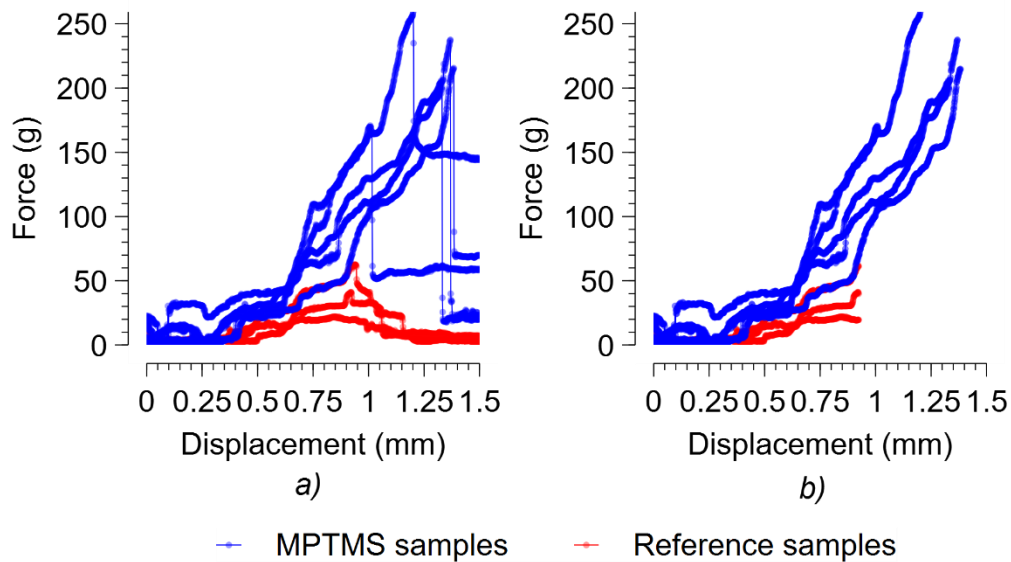 250
200
150
100
50
0
Force (g)
0 0.25 0.5 0.75 1 1.25 1.5
Displacement (mm)
a)
250
200
150
100
50
0
Force (g)
0 0.25 0.5 0.75 1 1.25 1.5
Displacement (mm)
b)
MPTMS samples Reference samples